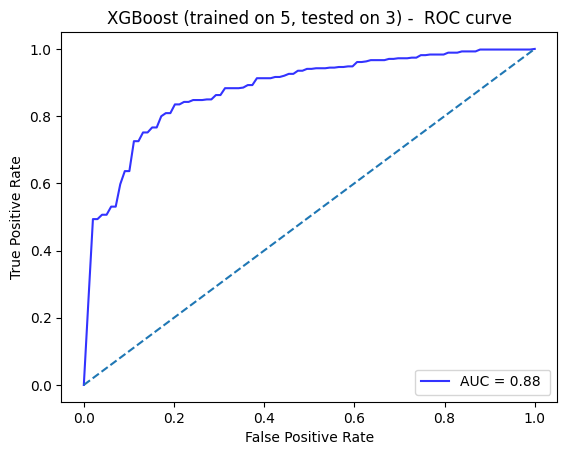 XGBoost (trained on 5, tested on 3) -  ROC curve
1.0
0.8
0.6
0.4
0.2
0.0
True Positive Rate
AUC = 0.88
0.0 0.2 0.4 0.6 0.8 1.0
False Positive Rate